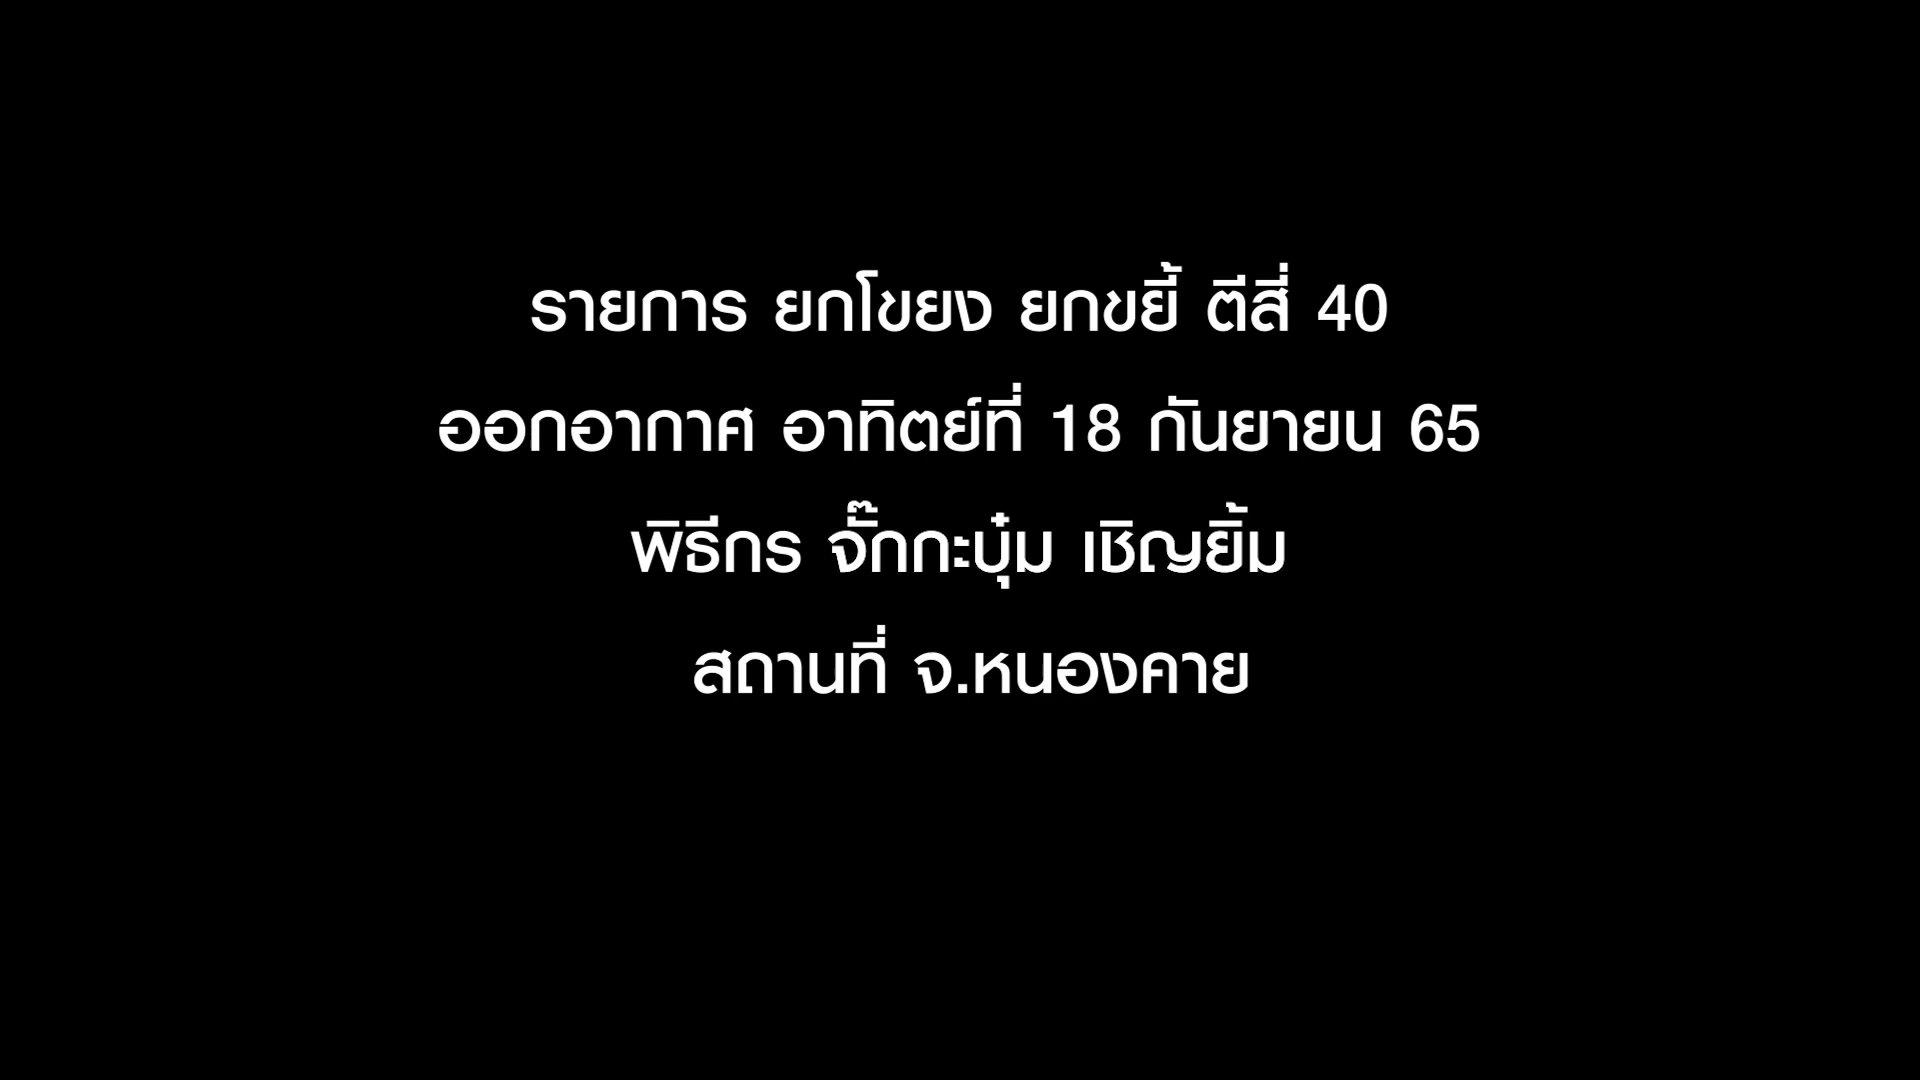 รายการ ยกโขยง ยกขยี้ ตีสี่ 40
ออกอากาศ อาทิตย์ที่ 18 กันยายน 65
พิธีกร จั๊กกะบุ๋ม เชิญยิ้ม
สถานที่ จ.หนองคาย